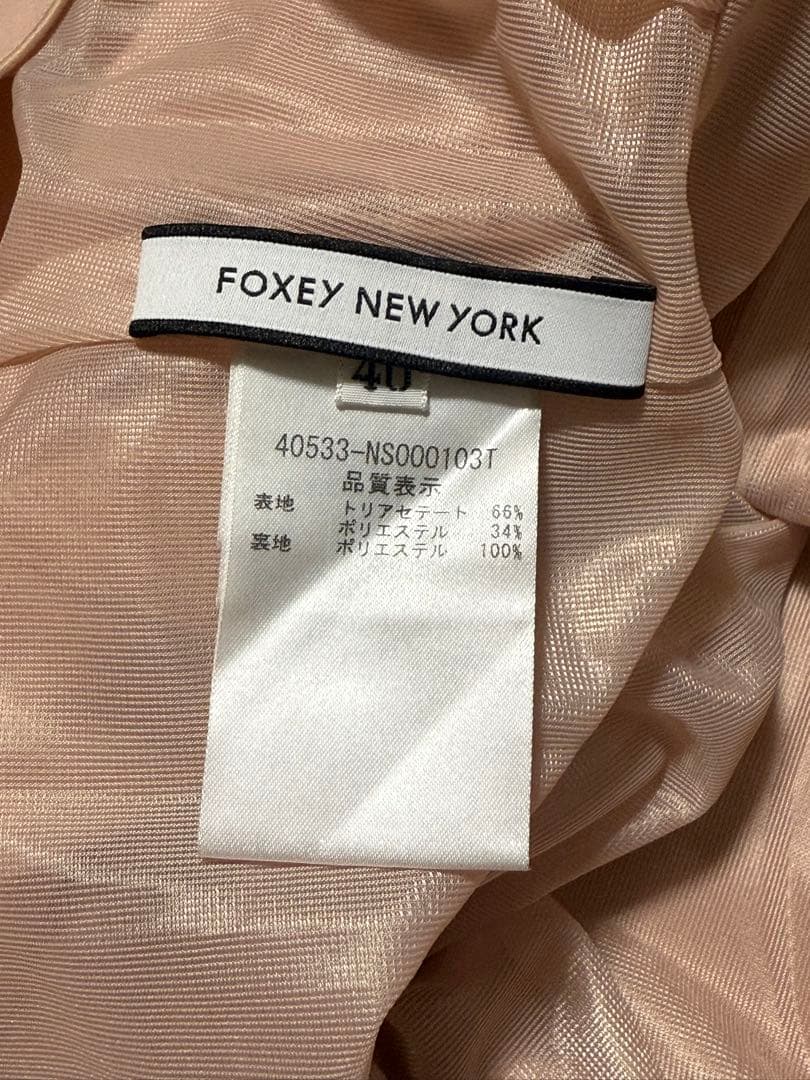 FOXEY NEW YORK
40
40533-NS000103T
品質表示
表地 トリアセテート 66%
ポリエステル 34%
裏地 ポリエステル 100%